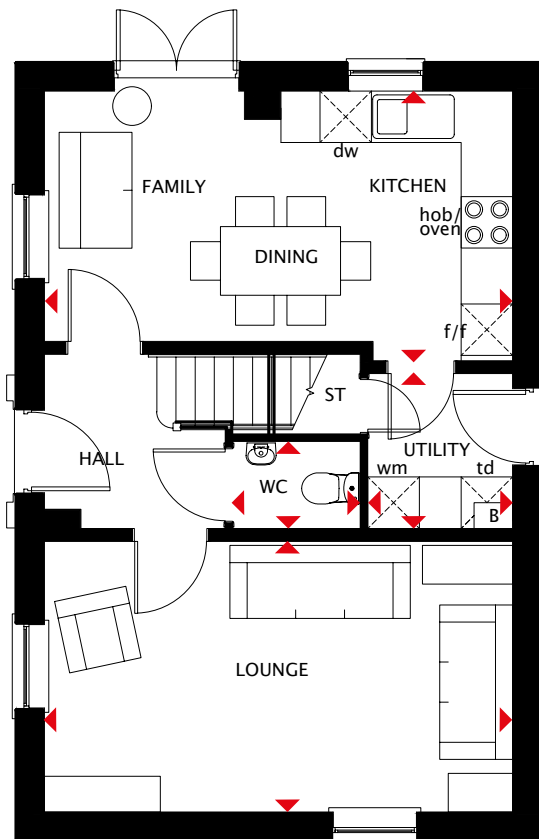 dw
FAMILY
KITCHEN
hob/
oven
DINING
f/f
ST
UTILITY
HALL
wm
td
WC
B
LOUNGE